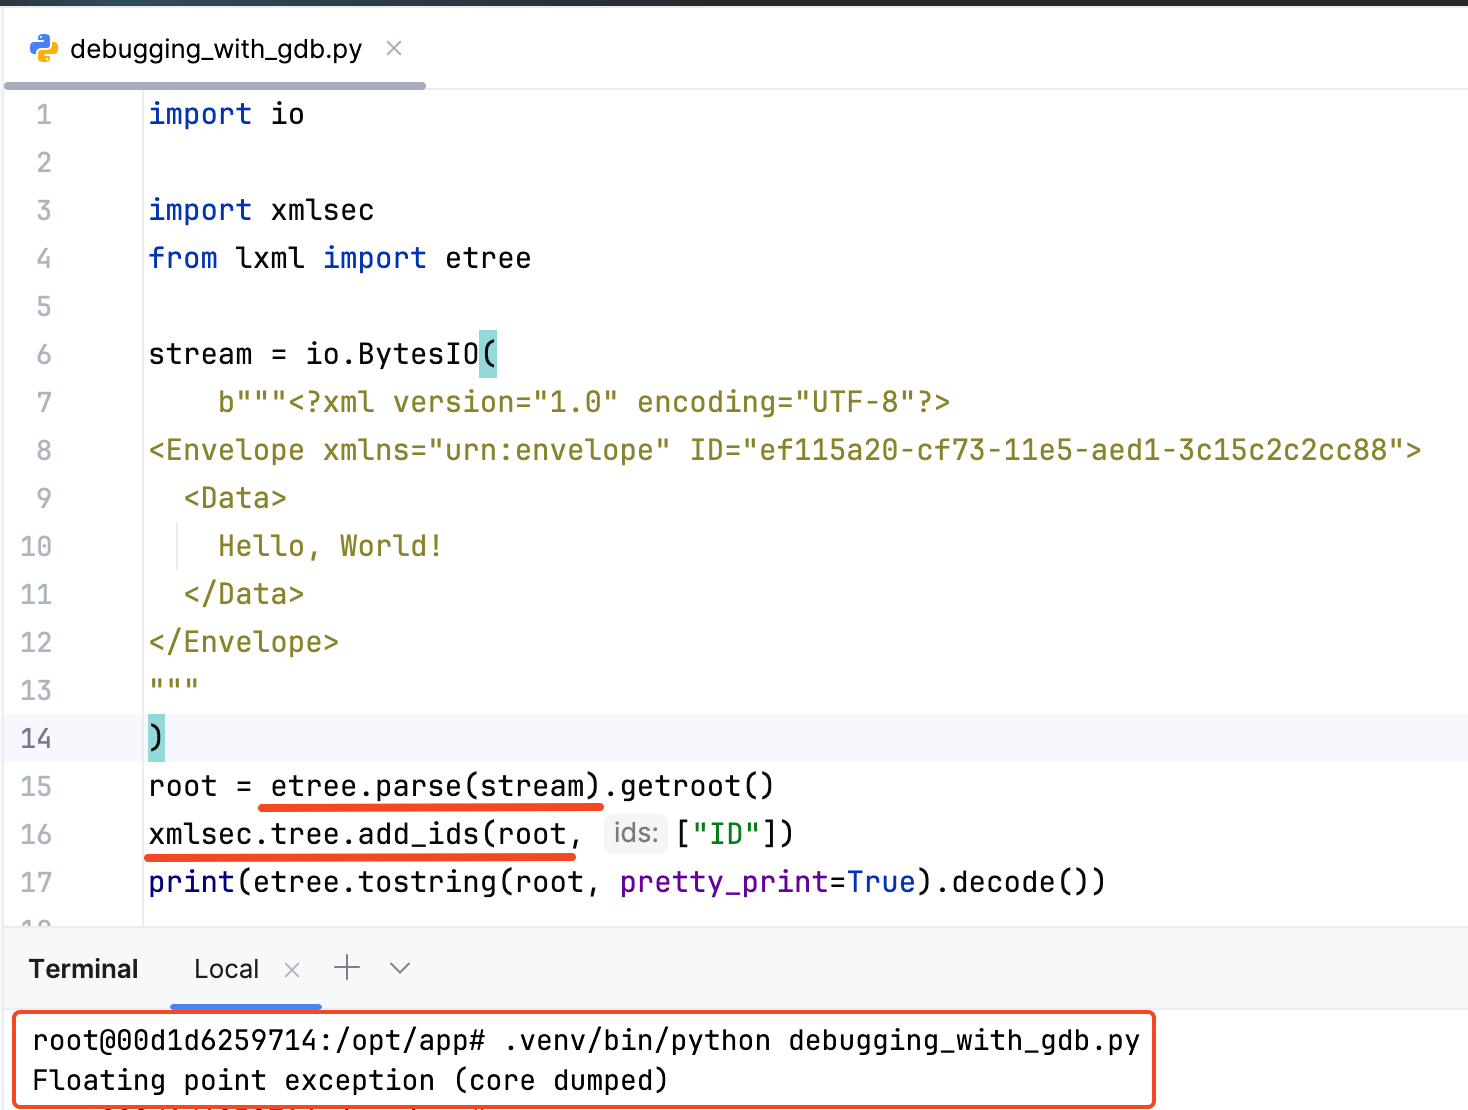 debugging_with_gdb.py
1 import io
2
3 import xmlsec
4 from lxml import etree
5
6 stream = io.BytesIO(
7     b"""<?xml version="1.0" encoding="UTF-8"?>
8 <Envelope xmlns="urn:envelope" ID="ef115a20-cf73-11e5-aed1-3c15c2c2cc88">
9   <Data>
10     Hello, World!
11   </Data>
12 </Envelope>
13 """
14 )
15 root = etree.parse(stream).getroot()
16 xmlsec.tree.add_ids(root, ids: ["ID"])
17 print(etree.tostring(root, pretty_print=True).decode())
Terminal Local
root@00d1d6259714:/opt/app# .venv/bin/python debugging_with_gdb.py
Floating point exception (core dumped)